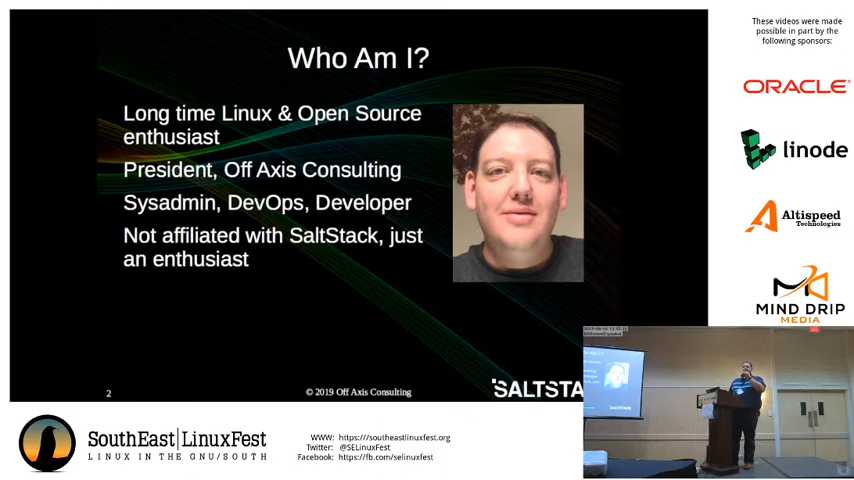 These videos were made
possible in part by the
following sponsors:
Who Am I?
ORACLE
Long time Linux & Open Source
enthusiast
linode
President, Off Axis Consulting
Sysadmin, DevOps, Developer
Altispeed
Technologies
Not affiliated with SaltStack, just
an enthusiast
MIND DRIP
MEDIA
2
© 2019 Off Axis Consulting
SALTSTA
SouthEast|LinuxFest
LINUX IN THE GNU/SOUTH
WWW: https:///southeastlinuxfest.org
Twitter: @SELinuxFest
Facebook: https://fb.com/selinuxfest